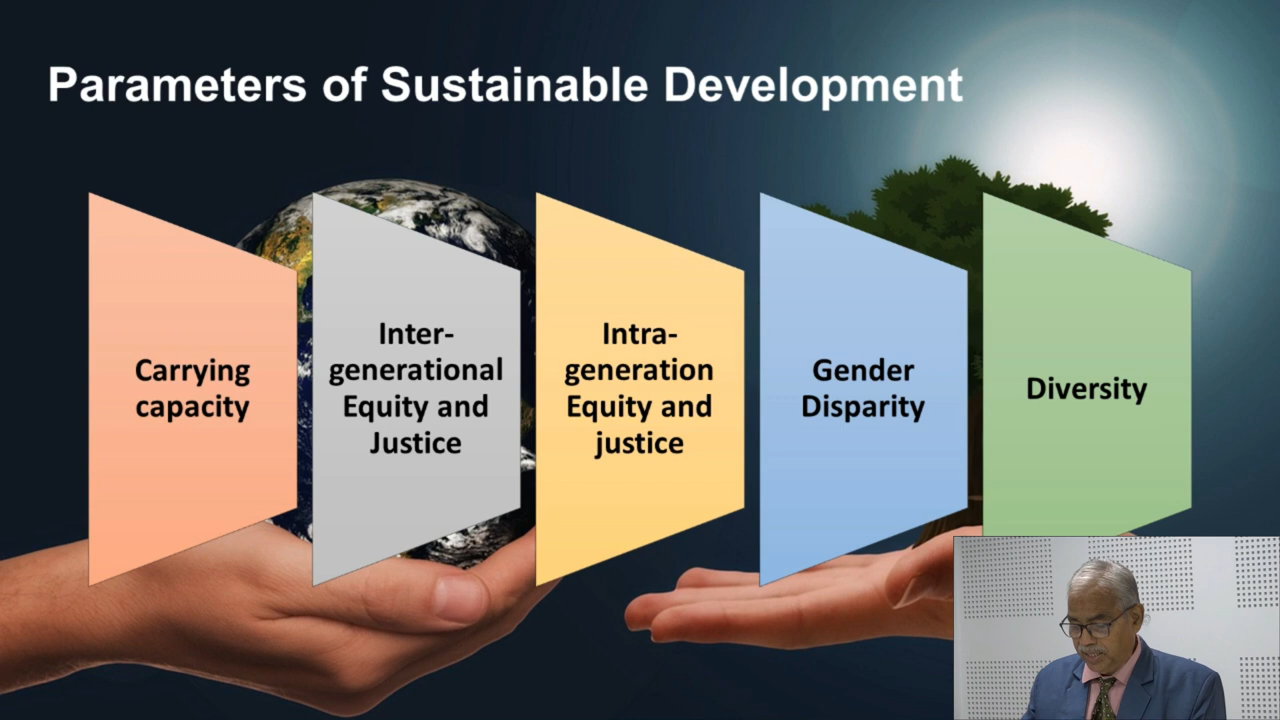 Parameters of Sustainable Development
Carrying
capacity
Inter-
generational
Equity and
Justice
Intra-
generation
Equity and
justice
Gender
Disparity
Diversity